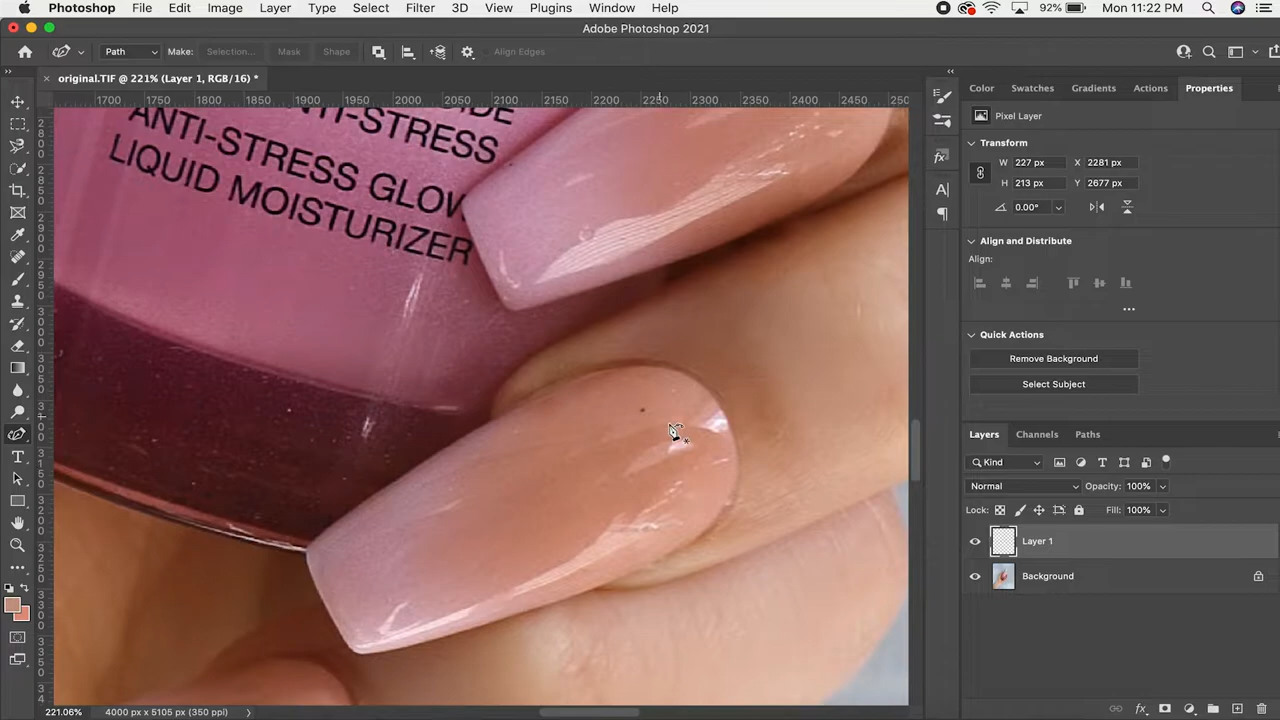 Photoshop File Edit Image Layer Type Select Filter 3D View Plugins Window Help 92% Mon 11:22 PM
Adobe Photoshop 2021
Path Make: Selection... Mask Shape Align Edges
original.TIF @ 221% (Layer 1, RGB/16) *
1700 1750 1800 1850 1900 1950 2000 2050 2100 2150 2200 2250 2300 2350 2400 2450
ANTI-STRESS
ANTI-STRESS GLOW
LIQUID MOISTURIZER
Color Swatches Gradients Actions Properties
Pixel Layer
Transform
W 227 px X 2281 px
H 213 px Y 2677 px
0.00°
Align and Distribute
Align:
Quick Actions
Remove Background
Select Subject
Layers Channels Paths
Kind
Normal Opacity: 100%
Lock: Fill: 100%
Layer 1
Background
221.06% 4000 px x 5105 px (350 ppi)